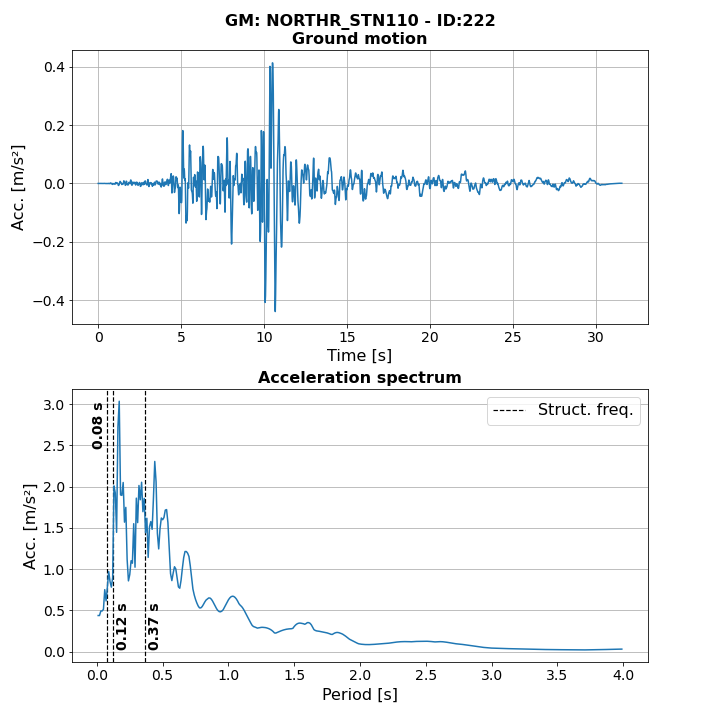 GM: NORTHR_STN110 - ID:222
Ground motion
0.4
0.2
0.0
−0.2
−0.4
Acc. [m/s²]
0 5 10 15 20 25 30
Time [s]
Acceleration spectrum
3.0
2.5
2.0
1.5
1.0
0.5
0.0
Acc. [m/s²]
Struct. freq.
0.08 s
0.12 s
0.37 s
0.0 0.5 1.0 1.5 2.0 2.5 3.0 3.5 4.0
Period [s]